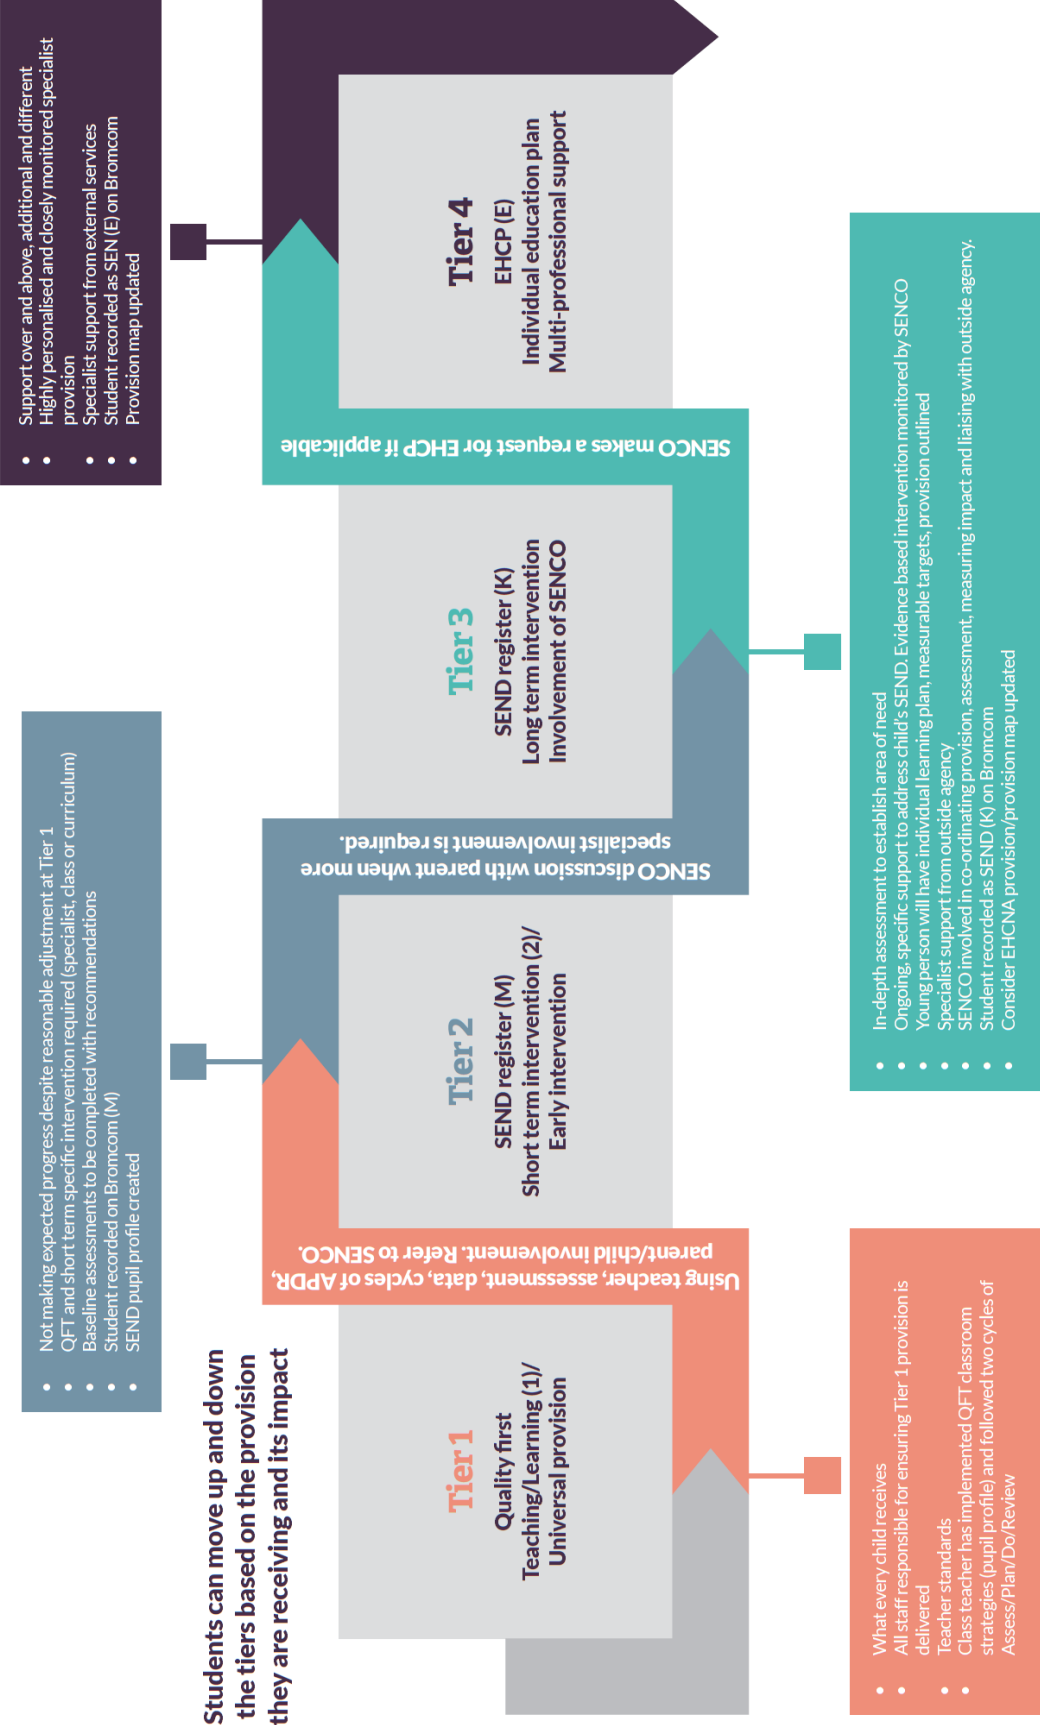 Students can move up and down
the tiers based on the provision
they are receiving and its impact
Tier 1
Quality first
Teaching/Learning (1)/
Universal provision
What every child receives
All staff responsible for ensuring Tier 1 provision is
delivered
Teacher standards
Class teacher has implemented QFT classroom
strategies (pupil profile) and followed two cycles of
Assess/Plan/Do/Review
Using teacher, assessment, data, cycles of APDR,
parent/child involvement. Refer to SENCO.
Not making expected progress despite reasonable adjustment at Tier 1
QFT and short term specific intervention required (specialist, class or curriculum)
Baseline assessments to be completed with recommendations
Student recorded on Bromcom (M)
SEND pupil profile created
Tier 2
SEND register (M)
Short term intervention (2)/
Early intervention
SENCO discussion with parent when more
specialist involvement is required.
Tier 3
SEND register (K)
Long term intervention
Involvement of SENCO
In-depth assessment to establish area of need
Ongoing, specific support to address child's SEND. Evidence based intervention monitored by SENCO
Young person will have individual learning plan, measurable targets, provision outlined
Specialist support from outside agency
SENCO involved in co-ordinating provision, assessment, measuring impact and liaising with outside agency.
Student recorded as SEND (K) on Bromcom
Consider EHCNA provision/provision map updated
SENCO makes a request for EHCP if applicable
Support over and above, additional and different
Highly personalised and closely monitored specialist
provision
Specialist support from external services
Student recorded as SEN (E) on Bromcom
Provision map updated
Tier 4
EHCP (E)
Individual education plan
Multi-professional support